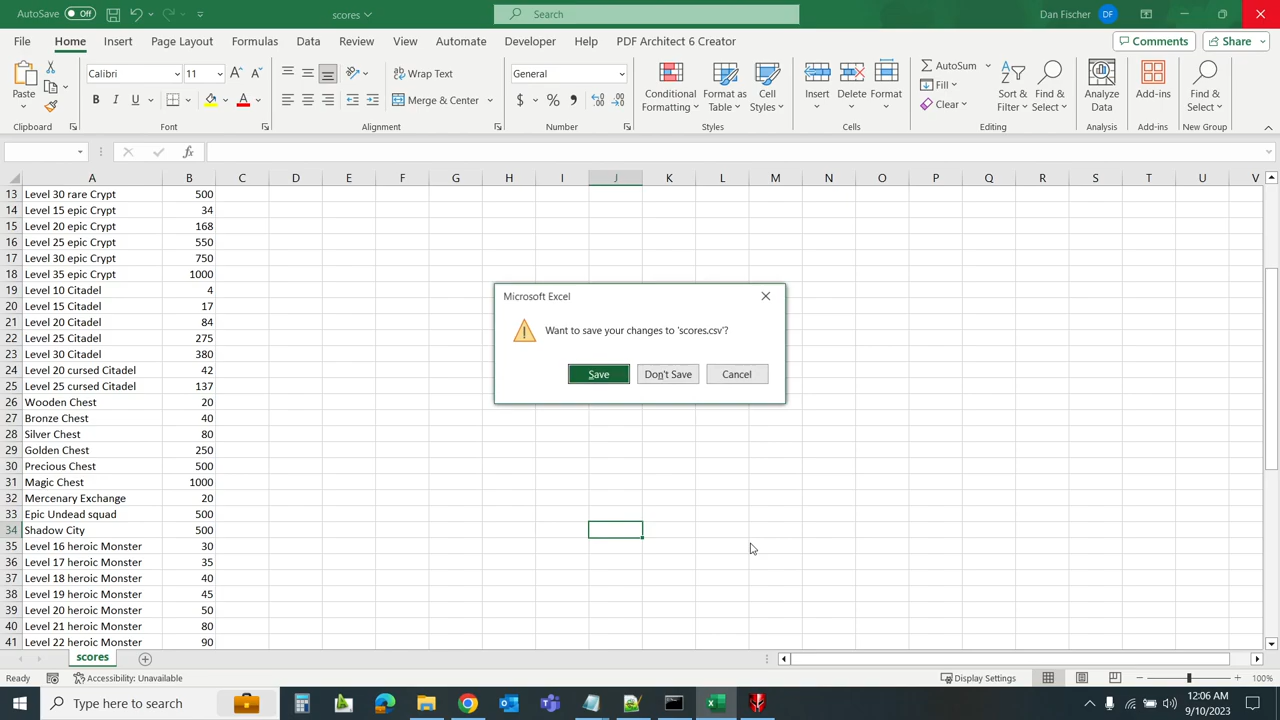 AutoSave Off scores Search Dan Fischer DF
File Home Insert Page Layout Formulas Data Review View Automate Developer Help PDF Architect 6 Creator Comments Share
Calibri 11 Wrap Text General AutoSum
Paste B I U Merge & Center $ % Conditional Formatting Format as Table Cell Styles Insert Delete Format Fill Clear Sort & Filter Find & Select Analyze Data Add-ins Find & Select
Clipboard Font Alignment Number Styles Cells Editing Analysis Add-ins New Group
fx
A B C D E F G H I J K L M N O P Q R S T U V
13 Level 30 rare Crypt 500
14 Level 15 epic Crypt 34
15 Level 20 epic Crypt 168
16 Level 25 epic Crypt 550
17 Level 30 epic Crypt 750
18 Level 35 epic Crypt 1000
19 Level 10 Citadel 4
20 Level 15 Citadel 17
21 Level 20 Citadel 84
22 Level 25 Citadel 275
23 Level 30 Citadel 380
24 Level 20 cursed Citadel 42
25 Level 25 cursed Citadel 137
26 Wooden Chest 20
27 Bronze Chest 40
28 Silver Chest 80
29 Golden Chest 250
30 Precious Chest 500
31 Magic Chest 1000
32 Mercenary Exchange 20
33 Epic Undead squad 500
34 Shadow City 500
35 Level 16 heroic Monster 30
36 Level 17 heroic Monster 35
37 Level 18 heroic Monster 40
38 Level 19 heroic Monster 45
39 Level 20 heroic Monster 50
40 Level 21 heroic Monster 80
41 Level 22 heroic Monster 90
Microsoft Excel
Want to save your changes to 'scores.csv'?
Save Don't Save Cancel
scores
Ready Accessibility: Unavailable Display Settings 100%
Type here to search 12:06 AM
9/10/2023